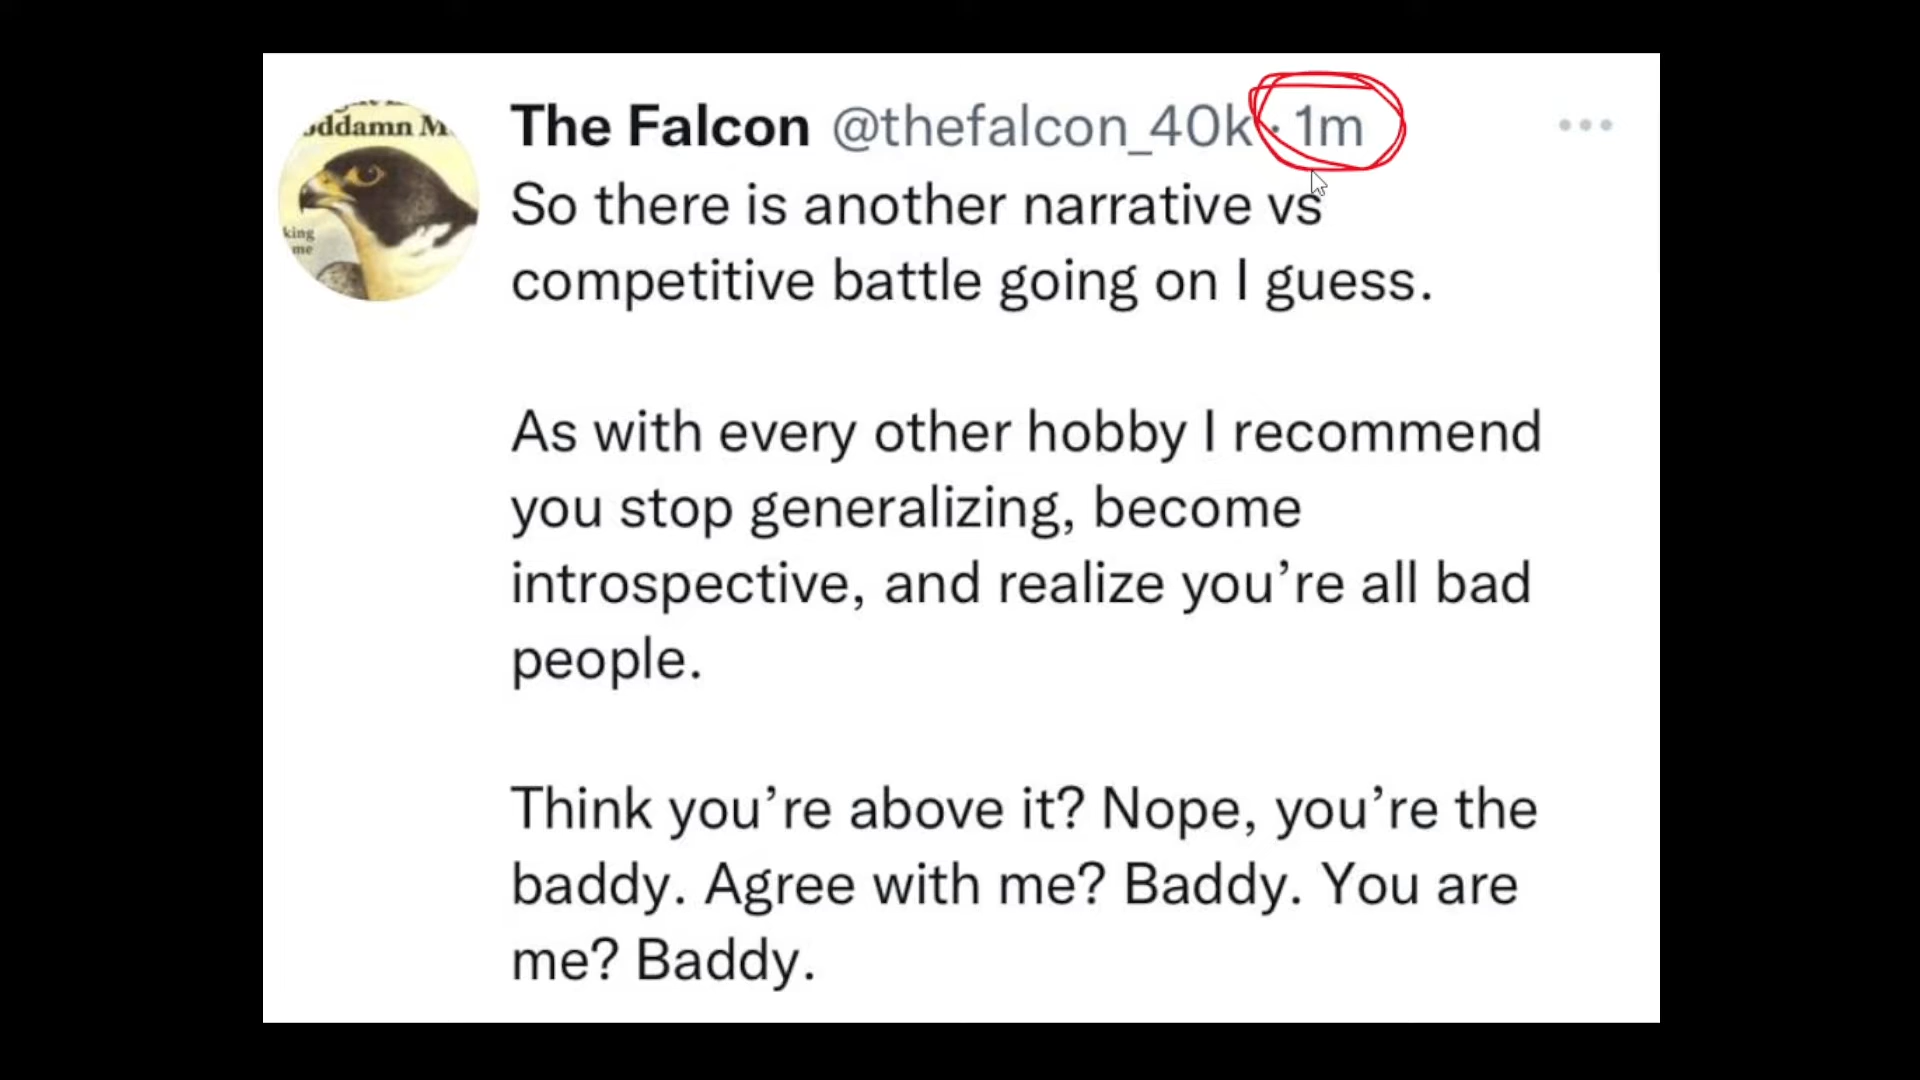 The Falcon @thefalcon_40k · 1m
So there is another narrative vs
competitive battle going on I guess.
As with every other hobby I recommend
you stop generalizing, become
introspective, and realize you’re all bad
people.
Think you’re above it? Nope, you’re the
baddy. Agree with me? Baddy. You are
me? Baddy.
king
me